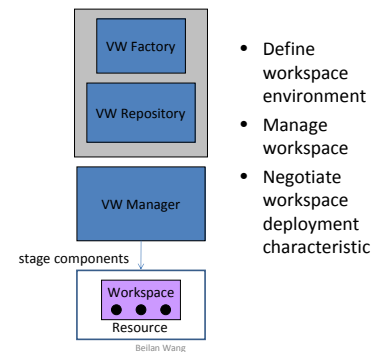 VW Factory
VW Repository
VW Manager
stage components
Workspace
Resource
• Define
workspace
environment
• Manage
workspace
• Negotiate
workspace
deployment
characteristic
Beilan Wang